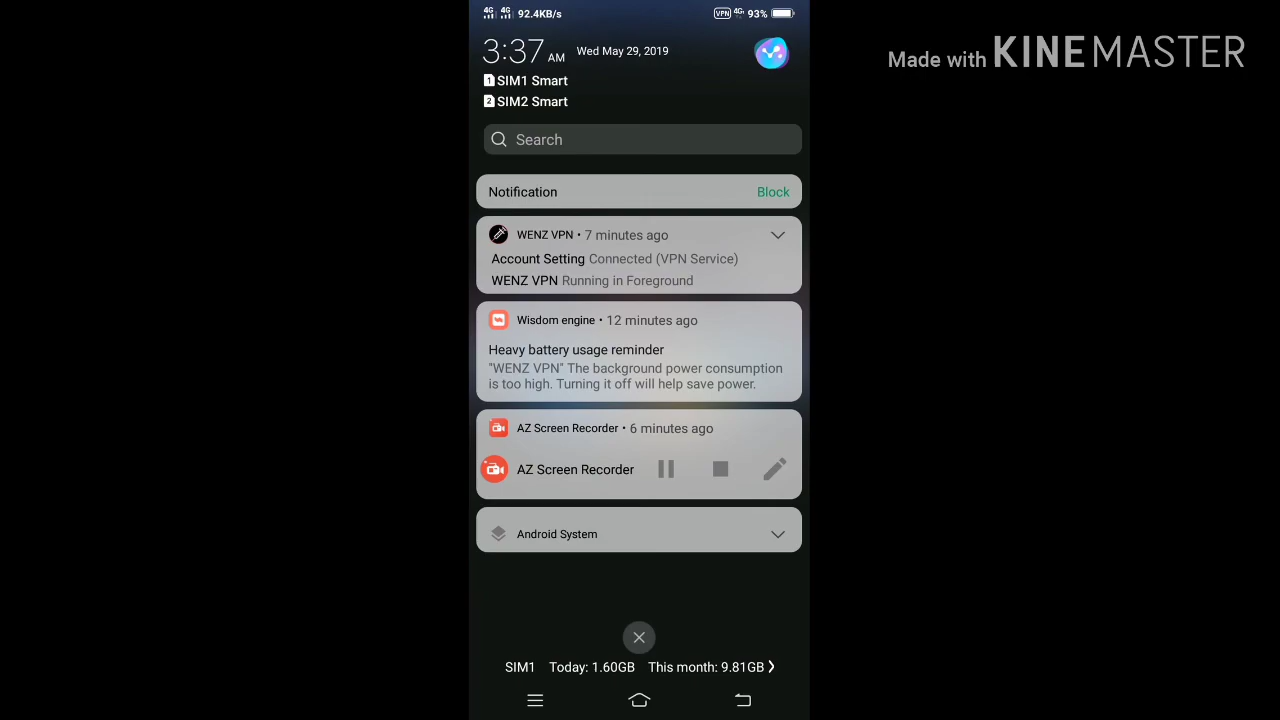 4G 4G 92.4KB/s VPN 4G 93%
Made with KINEMASTER
3:37 AM Wed May 29, 2019
1 SIM1 Smart
2 SIM2 Smart
Search
Notification Block
WENZ VPN • 7 minutes ago
Account Setting Connected (VPN Service)
WENZ VPN Running in Foreground
Wisdom engine • 12 minutes ago
Heavy battery usage reminder
"WENZ VPN" The background power consumption
is too high. Turning it off will help save power.
AZ Screen Recorder • 6 minutes ago
AZ Screen Recorder
Android System
SIM1 Today: 1.60GB This month: 9.81GB